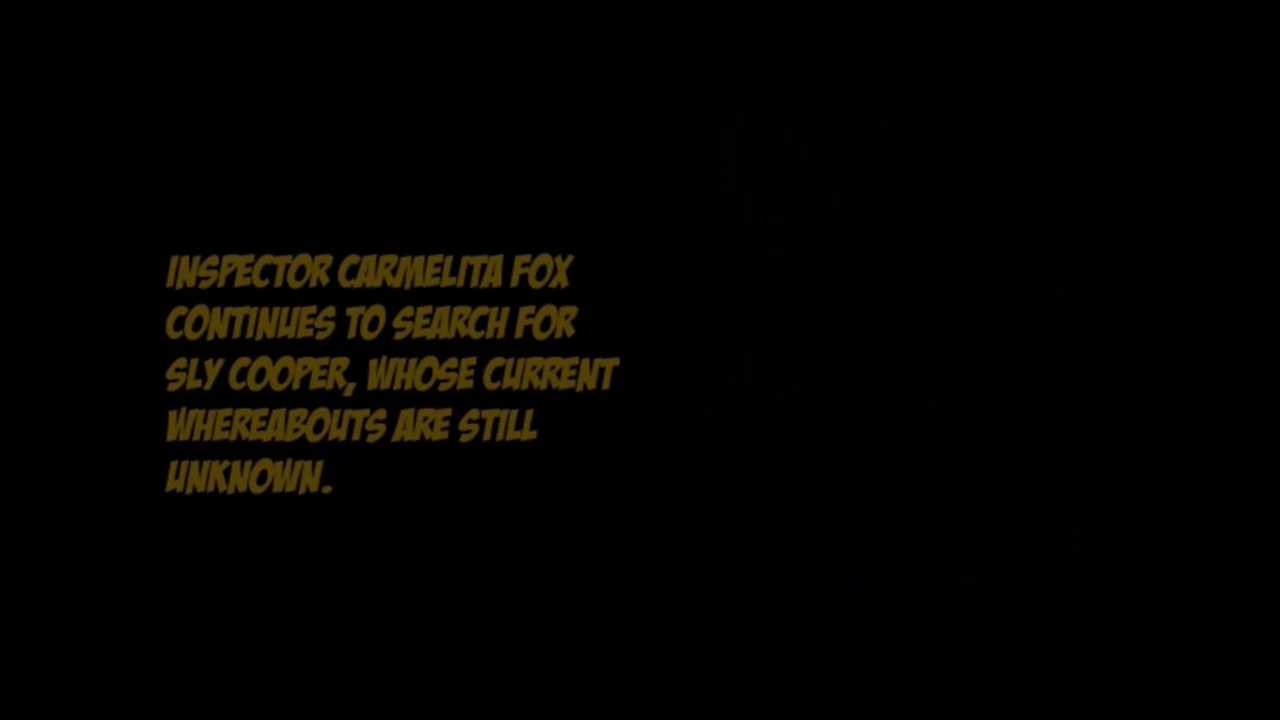 INSPECTOR CARMELITA FOX
CONTINUES TO SEARCH FOR
SLY COOPER, WHOSE CURRENT
WHEREABOUTS ARE STILL
UNKNOWN.